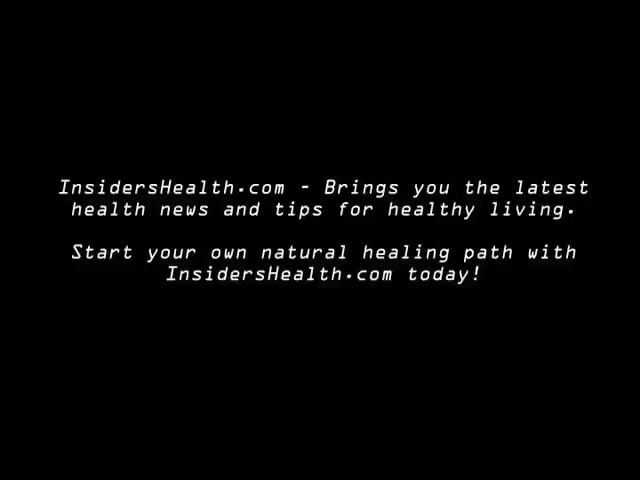 InsidersHealth.com - Brings you the latest
health news and tips for healthy living.
Start your own natural healing path with
InsidersHealth.com today!